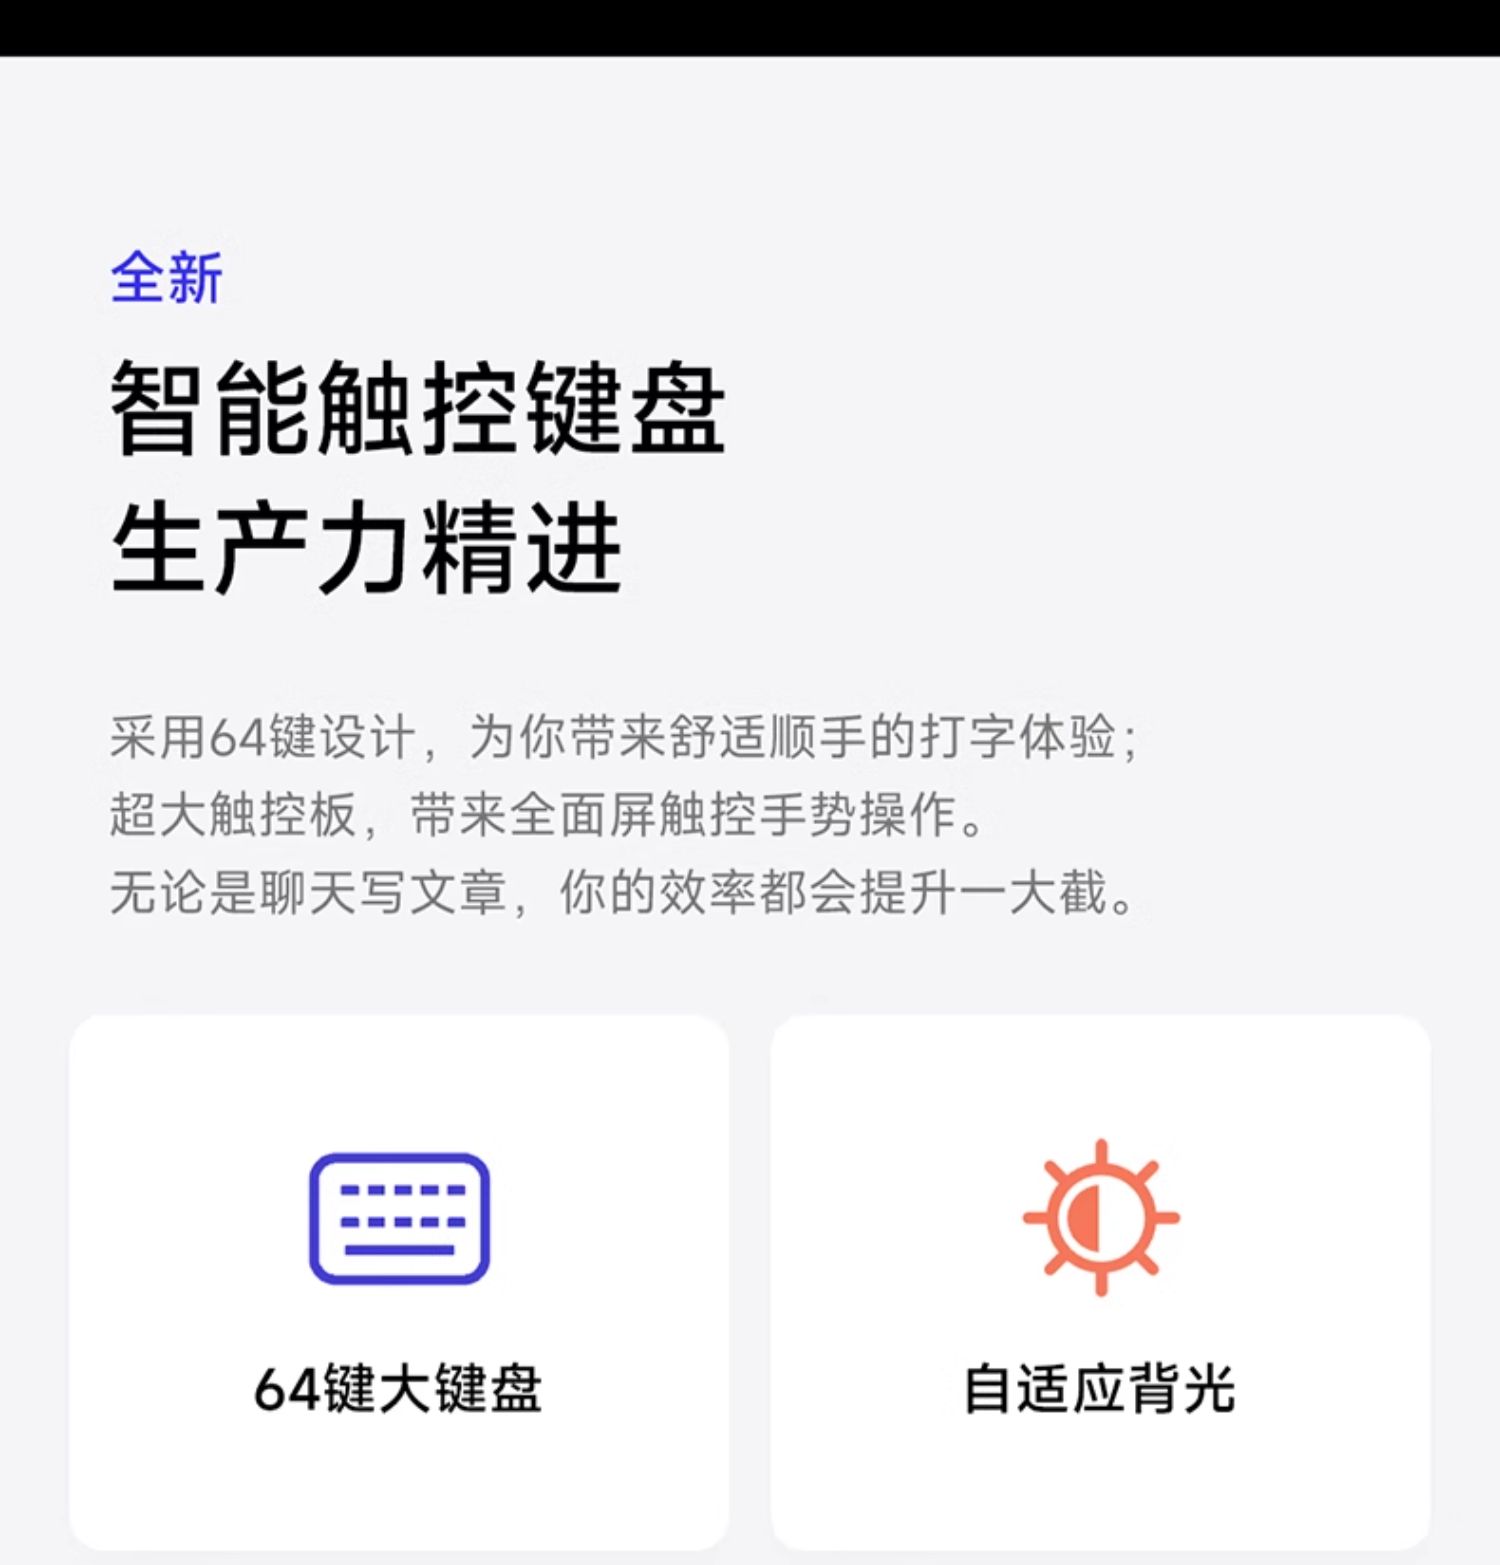 全新
智能触控键盘
生产力精进
采用64键设计，为你带来舒适顺手的打字体验；
超大触控板，带来全面屏触控手势操作。
无论是聊天写文章，你的效率都会提升一大截。
64键大键盘
自适应背光